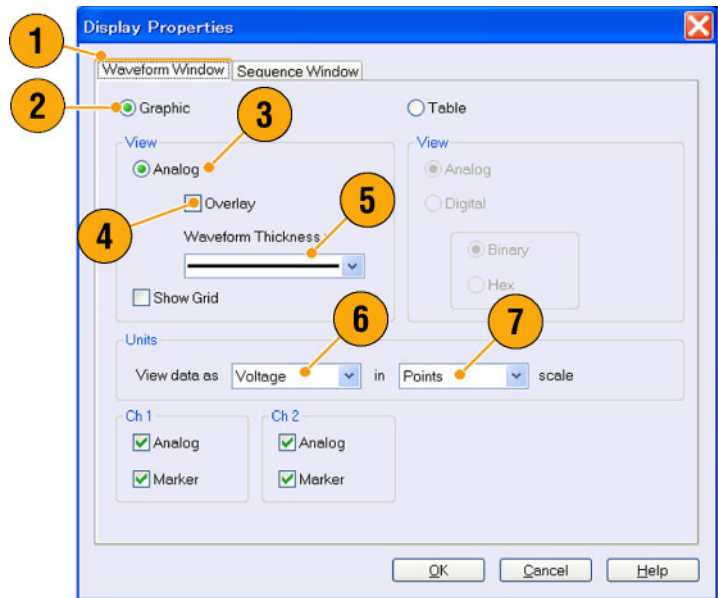 Display Properties
1
Waveform Window Sequence Window
2
Graphic
Table
3
View
View
Analog
Analog
4
Overlay
Digital
5
Waveform Thickness :
Binary
Hex
Show Grid
6
7
Units
View data as Voltage in Points scale
Ch 1
Ch 2
Analog
Analog
Marker
Marker
OK Cancel Help